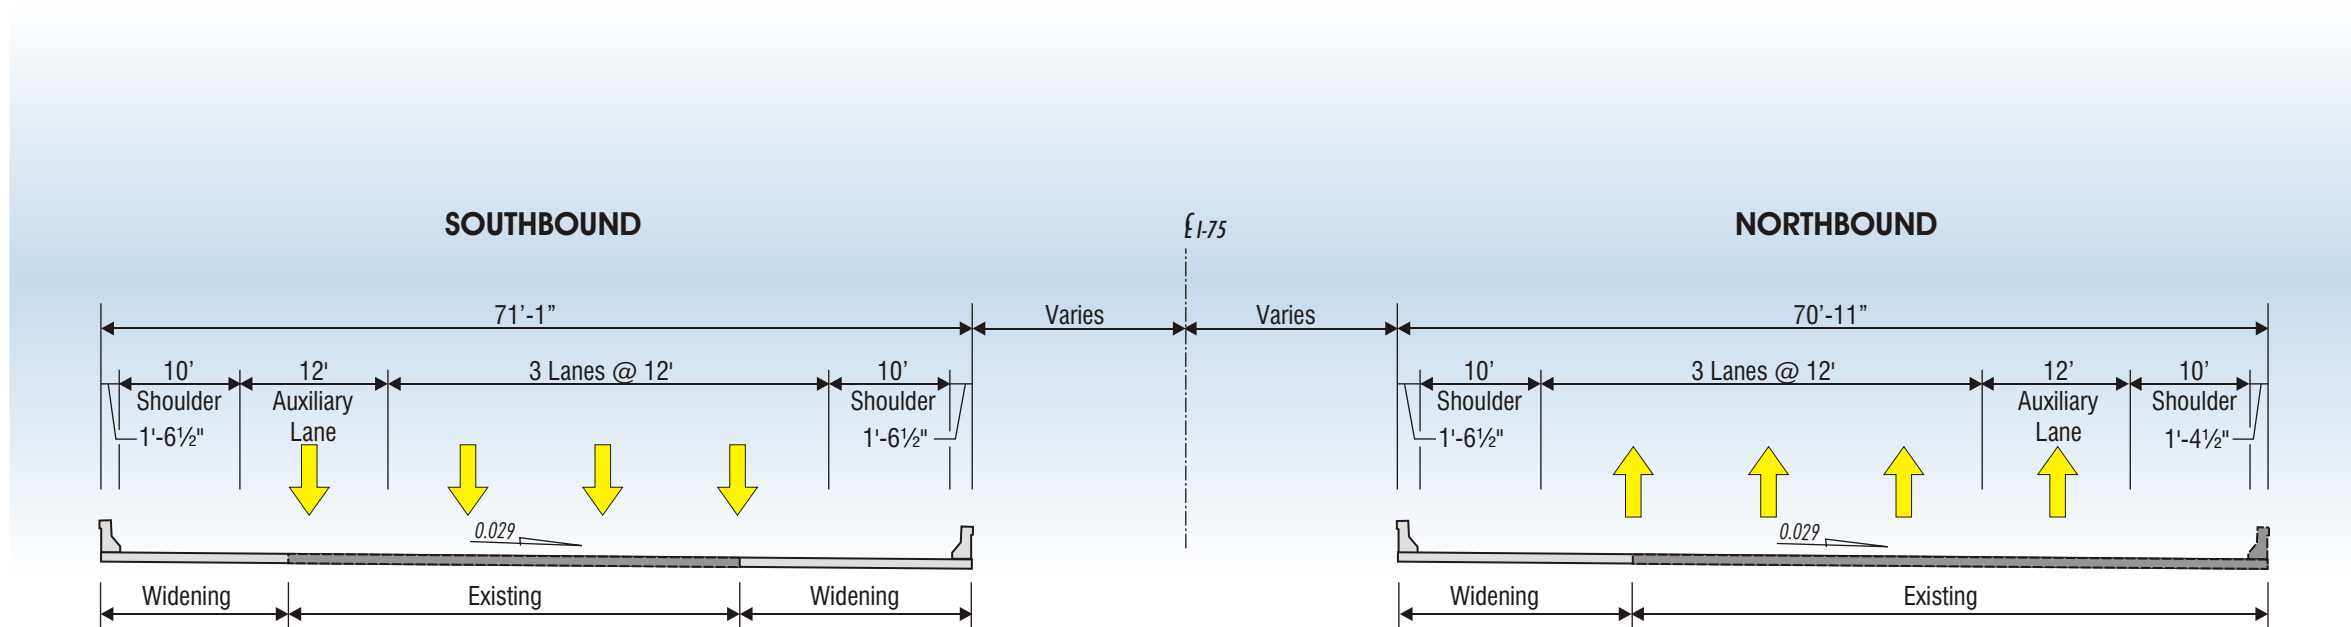 SOUTHBOUND
℄ I-75
NORTHBOUND
71’-1”
Varies
Varies
70’-11”
10’
12'
3 Lanes @ 12'
10’
10’
3 Lanes @ 12'
12’
10’
Shoulder
Auxiliary
Shoulder
Shoulder
Auxiliary
Shoulder
1'-6½"
Lane
1'-6½"
1'-6½"
Lane
1'-4½"
0.029
0.029
Widening
Existing
Widening
Widening
Existing